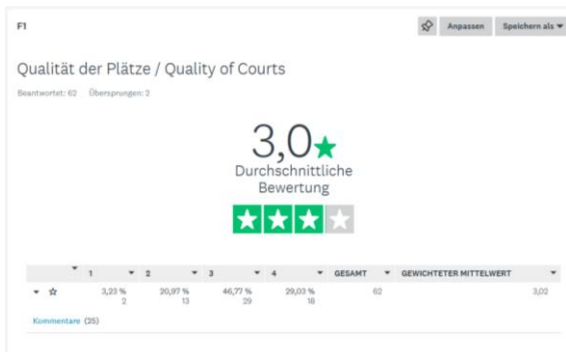 F1
Anpassen Speichern als
Qualität der Plätze / Quality of Courts
Beantwortet: 62 Übersprungen: 2
3,0
Durchschnittliche
Bewertung
1 2 3 4 GESAMT GEWICHTETER MITTELWERT
3,23 % 20,97 % 46,77 % 29,03 % 62 3,02
2 13 29 18
Kommentare (25)